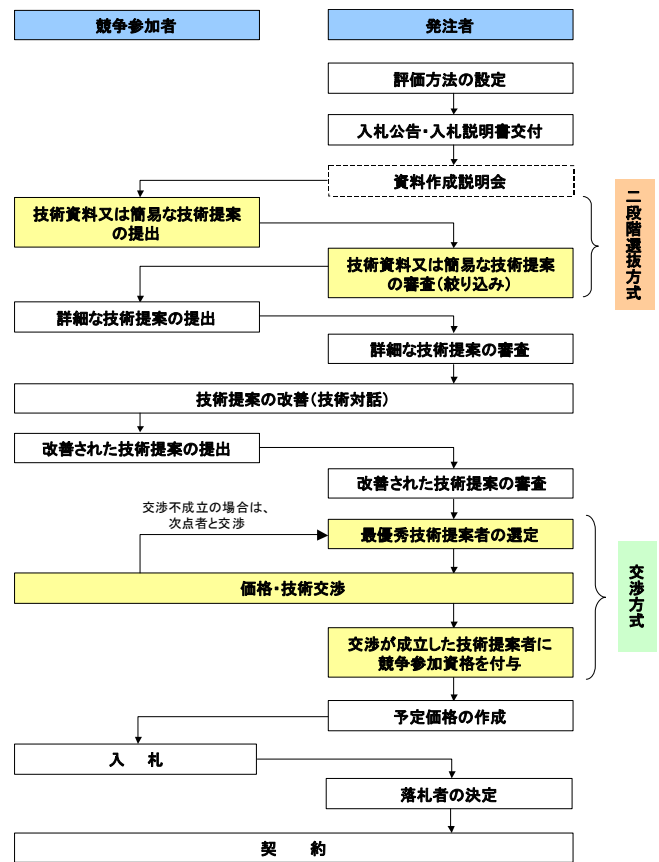 競争参加者
発注者
評価方法の設定
入札公告・入札説明書交付
資料作成説明会
技術資料又は簡易な技術提案
の提出
技術資料又は簡易な技術提案
の審査(絞り込み)
二段階選抜方式
詳細な技術提案の提出
詳細な技術提案の審査
技術提案の改善(技術対話)
改善された技術提案の提出
改善された技術提案の審査
交渉不成立の場合は、
次点者と交渉
最優秀技術提案者の選定
価格・技術交渉
交渉方式
交渉が成立した技術提案者に
競争参加資格を付与
予定価格の作成
入 札
落札者の決定
契 約